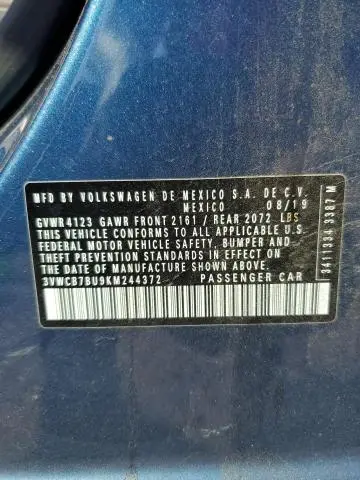 MFD BY VOLKSWAGEN DE MEXICO S.A. DE C.V.
MEXICO 08/19
GVWR4123 GAWR FRONT 2161/ REAR 2072 LBS
THIS VEHICLE CONFORMS TO ALL APPLICABLE U.S.
FEDERAL MOTOR VEHICLE SAFETY, BUMPER AND
THEFT PREVENTION STANDARDS IN EFFECT ON THE
DATE OF MANUFACTURE SHOWN ABOVE.
3VWCB7BU9KM244372 PASSENGER CAR
3411334 3387 M